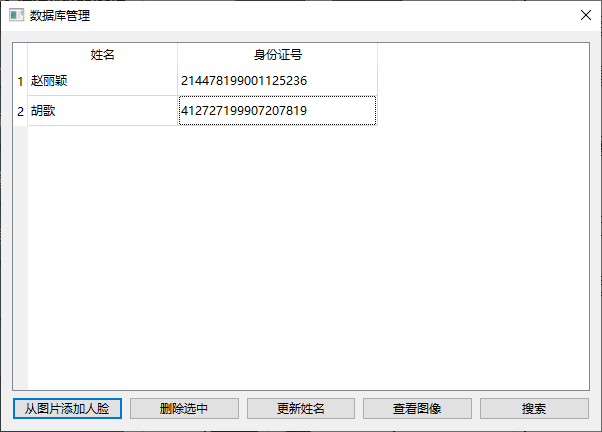 数据库管理
姓名 身份证号
1 赵丽颖 214478199001125236
2 胡歌 412727199907207819
从图片添加人脸 删除选中 更新姓名 查看图像 搜索